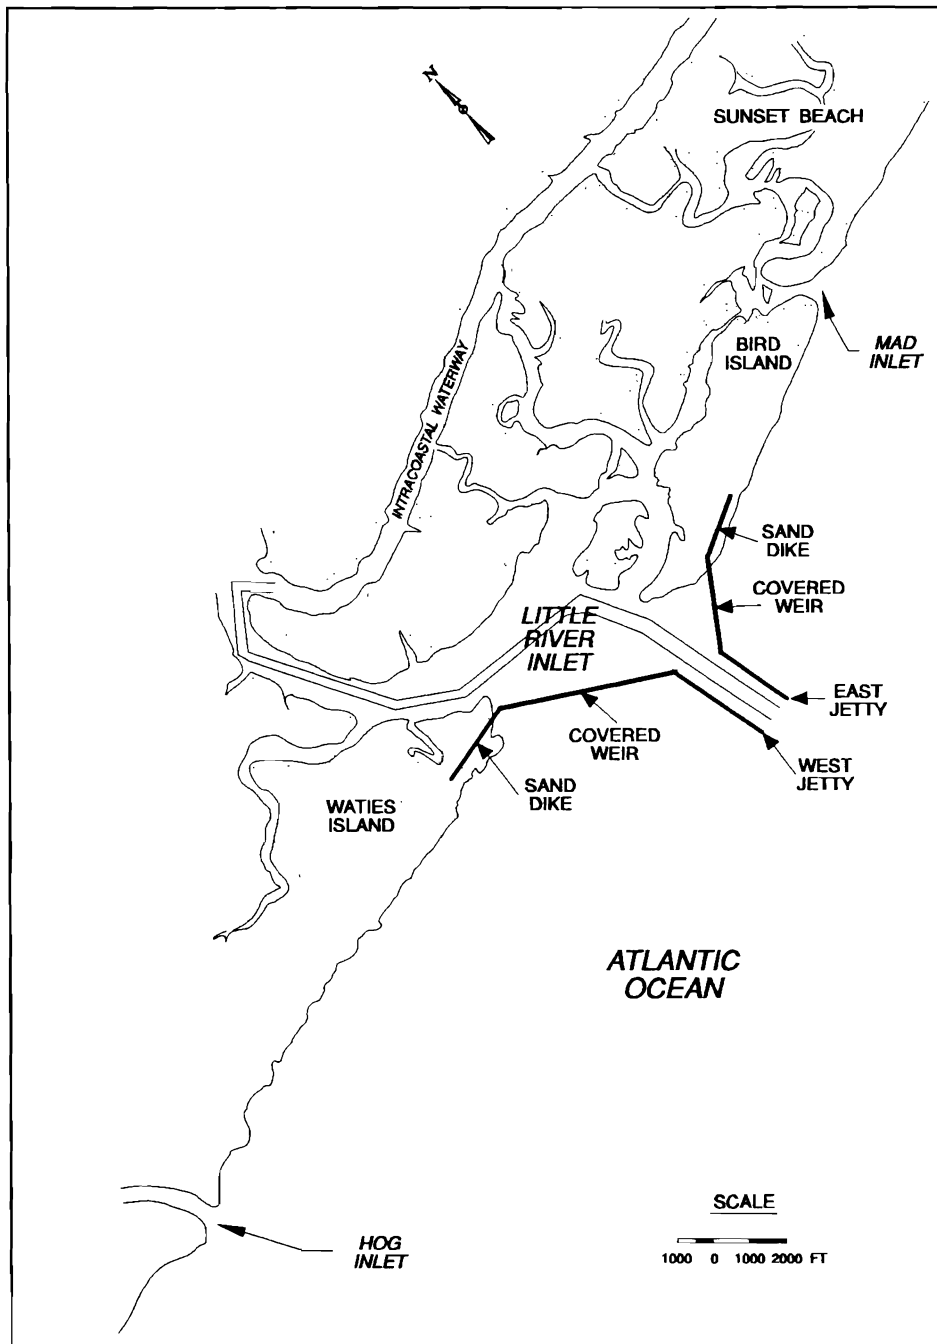 N
SUNSET BEACH
MAD
INLET
BIRD
ISLAND
INTRACOASTAL WATERWAY
SAND
DIKE
COVERED
WEIR
LITTLE
RIVER
INLET
EAST
JETTY
COVERED
WEIR
WEST
JETTY
SAND
DIKE
WATIES
ISLAND
ATLANTIC
OCEAN
SCALE
1000 0 1000 2000 FT
HOG
INLET